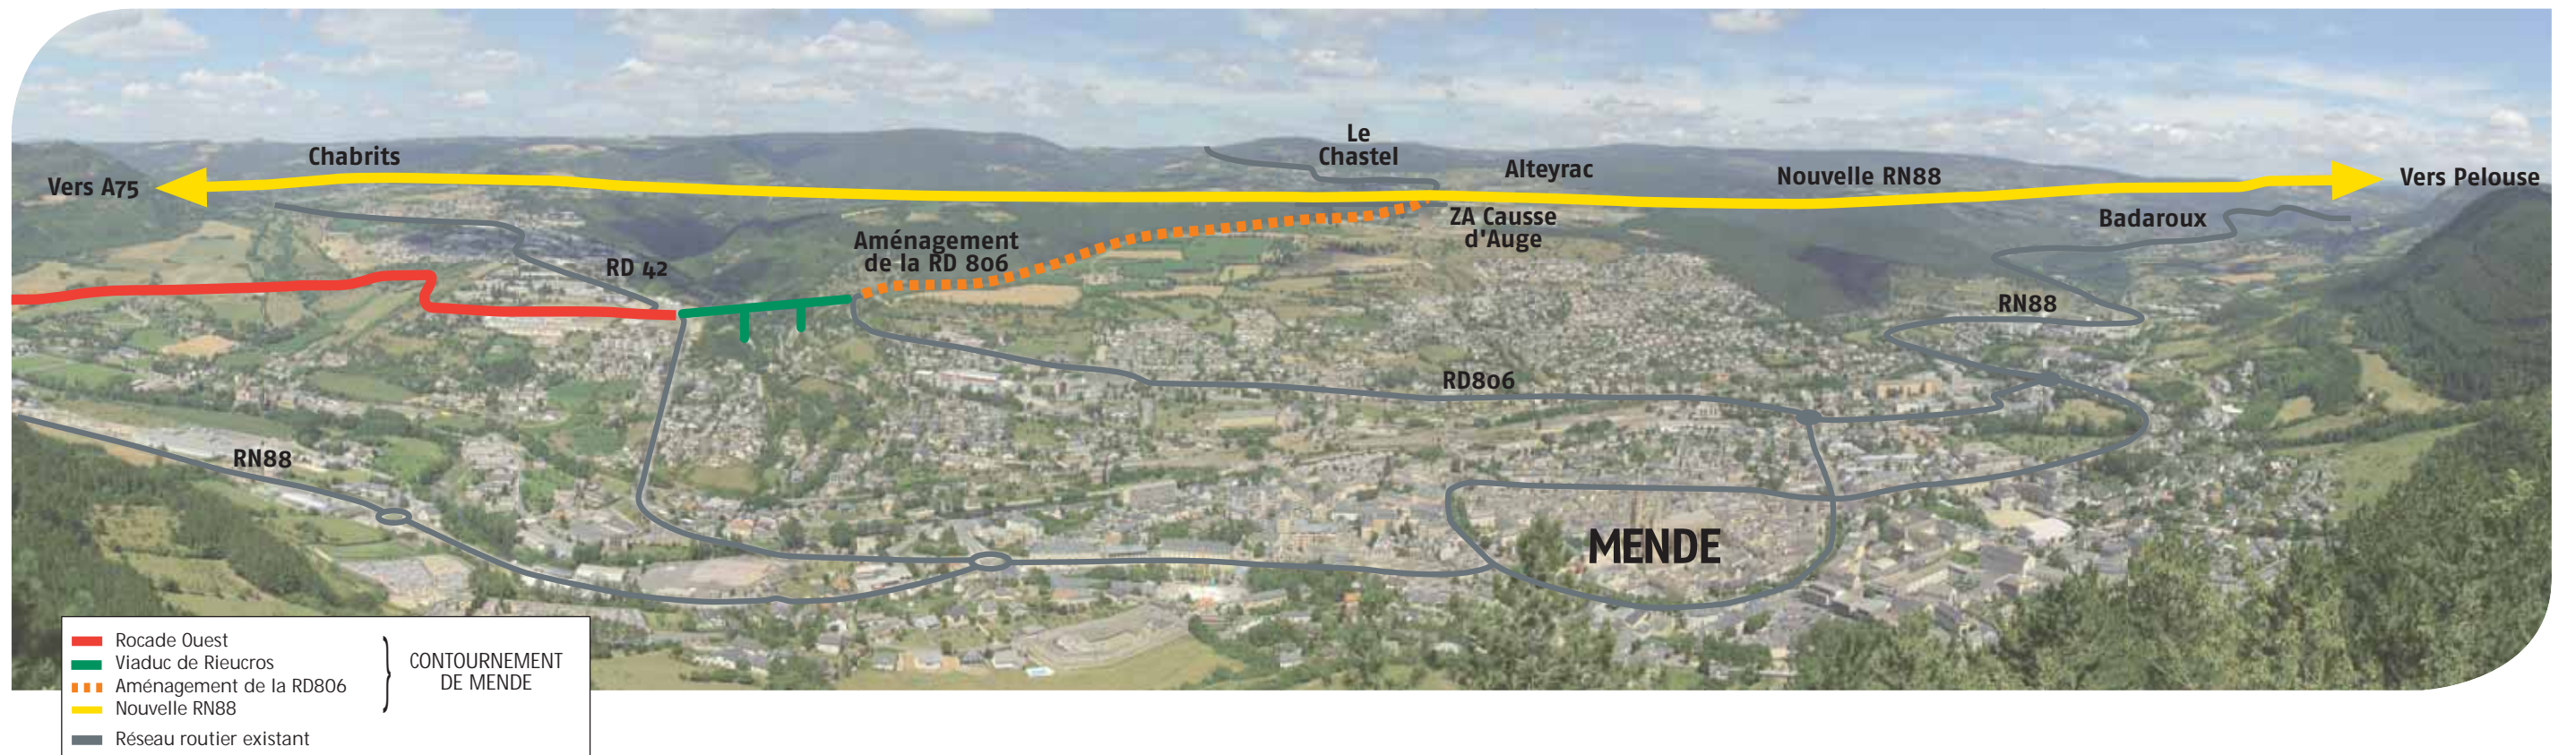 Le
Chastel
Chabrits
Alteyrac
Nouvelle RN88
Vers A75
Vers Pelouse
ZA Causse
d'Auge
Badaroux
Aménagement
de la RD 806
RD 42
RN88
RD806
RN88
MENDE
Rocade Ouest
Viaduc de Rieucros
Aménagement de la RD806
Nouvelle RN88
CONTOURNEMENT
DE MENDE
Réseau routier existant